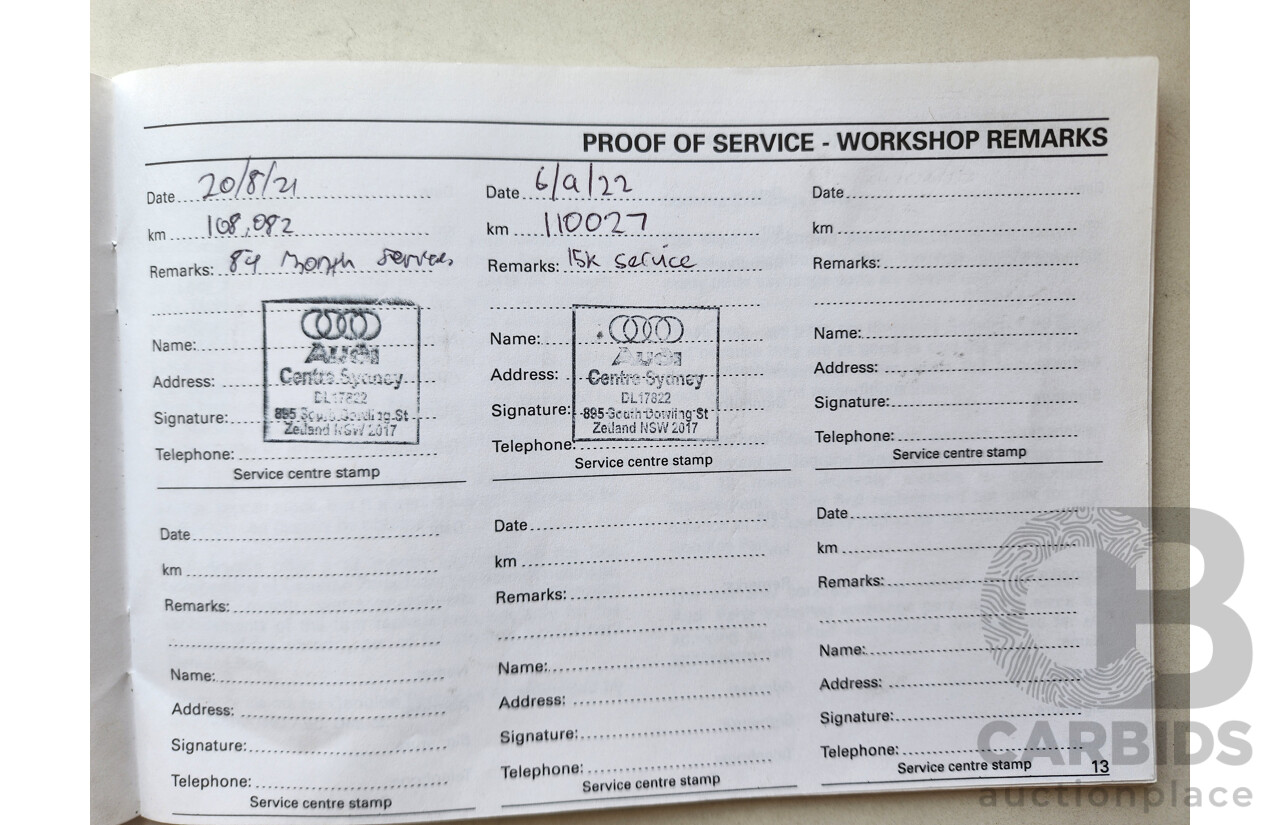 PROOF OF SERVICE - WORKSHOP REMARKS
Date 20/8/21
km 108,082
Remarks: 84 Month Service
Name:
Address:
Signature:
Telephone:
Audi
Centre Sydney
DL17822
895 South Dowling St
Zetland NSW 2017
Service centre stamp
Date 6/9/22
km 110027
Remarks: 15k service
Name:
Address:
Signature:
Telephone:
Audi
Centre Sydney
DL17822
895 South Dowling St
Zetland NSW 2017
Service centre stamp
Date
km
Remarks:
Name:
Address:
Signature:
Telephone:
Service centre stamp
Date
km
Remarks:
Name:
Address:
Signature:
Telephone:
Service centre stamp
Date
km
Remarks:
Name:
Address:
Signature:
Telephone:
Service centre stamp
Date
km
Remarks:
Name:
Address:
Signature:
Telephone:
Service centre stamp
13
CARBIDS
auctionplace